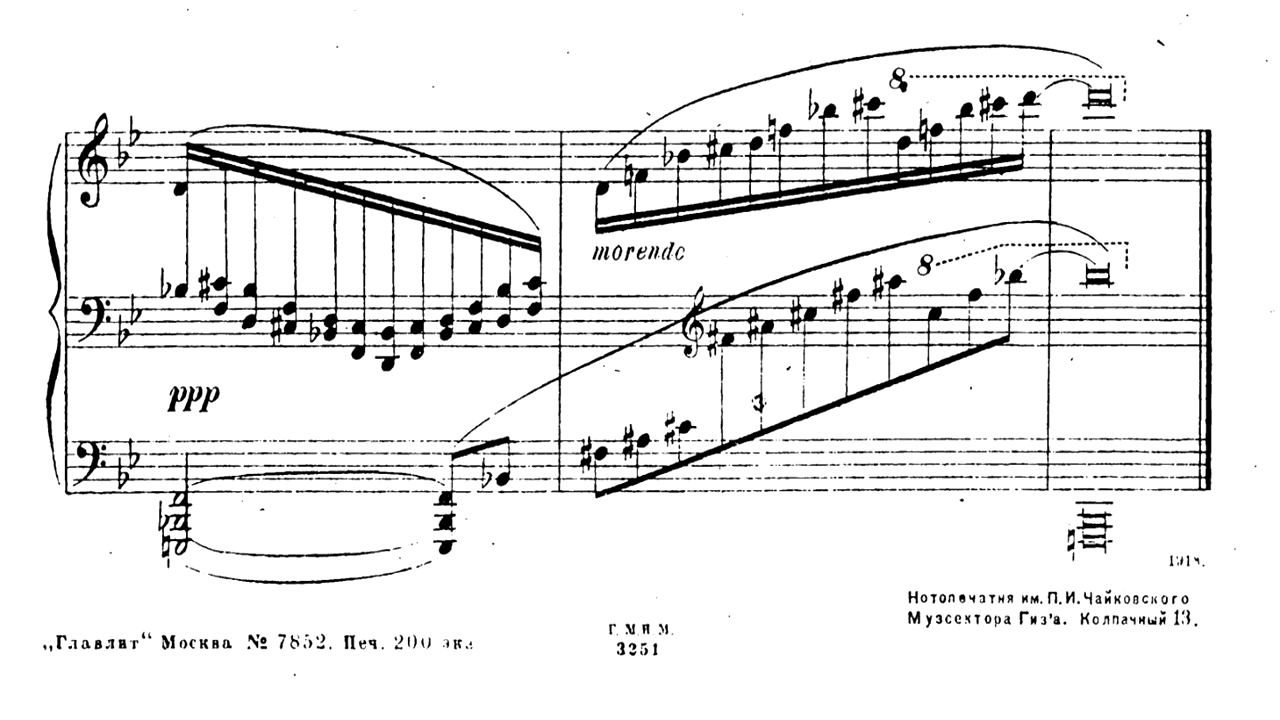 8
morendo
8
ppp
3
1918.
Нотопечатня им. П. И. Чайковского
Музсектора Гиз'а. Колпачный 13.
„Главлит“ Москва № 7852. Печ. 200 экз.
Г. М. И. М.
3251